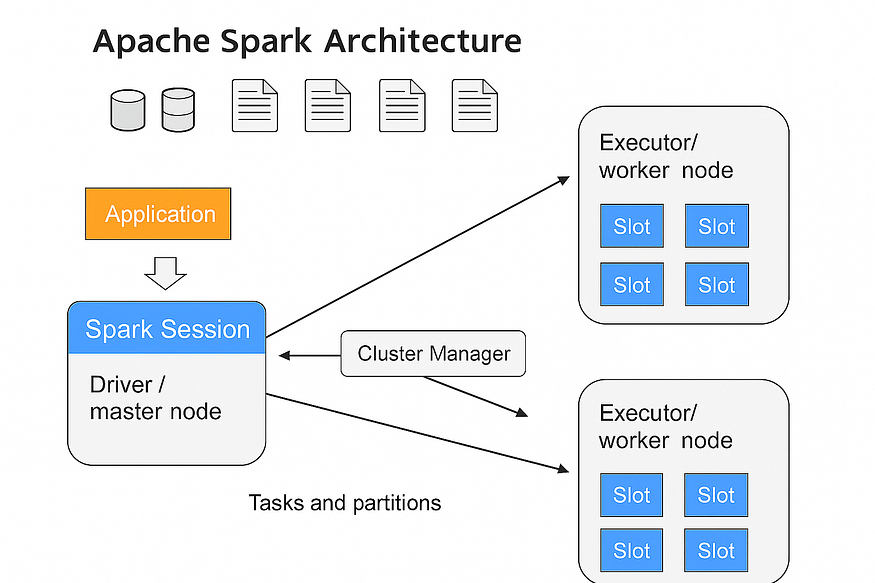 Apache Spark Architecture
Application
Spark Session
Driver /
master node
Cluster Manager
Tasks and partitions
Executor/
worker node
Slot Slot
Slot Slot
Executor/
worker node
Slot Slot
Slot Slot